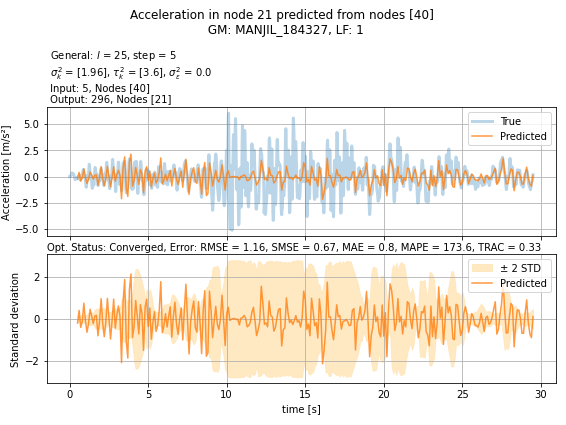 Acceleration in node 21 predicted from nodes [40]
GM: MANJIL_184327, LF: 1
General: l = 25, step = 5
σ²ₖ = [1.96], τ²ₖ = [3.6], σ²ε = 0.0
Input: 5, Nodes [40]
Output: 296, Nodes [21]
Acceleration [m/s²]
5.0
2.5
0.0
−2.5
−5.0
True
Predicted
Opt. Status: Converged, Error: RMSE = 1.16, SMSE = 0.67, MAE = 0.8, MAPE = 173.6, TRAC = 0.33
Standard deviation
2
0
−2
± 2 STD
Predicted
0 5 10 15 20 25 30
time [s]